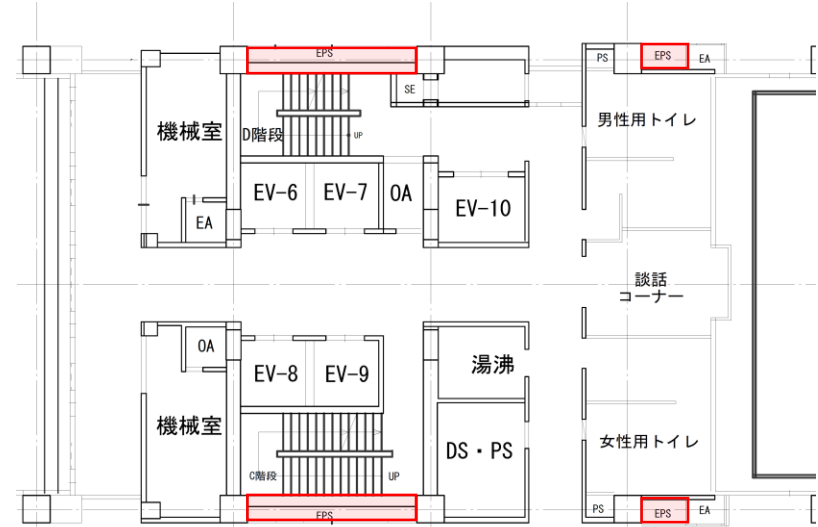 EPS
PS
EPS
EA
SE
機械室
D階段
UP
男性用トイレ
EV-6
EV-7
OA
EV-10
EA
談話
コーナー
OA
EV-8
EV-9
湯沸
機械室
DS・PS
女性用トイレ
C階段
UP
EPS
PS
EPS
EA